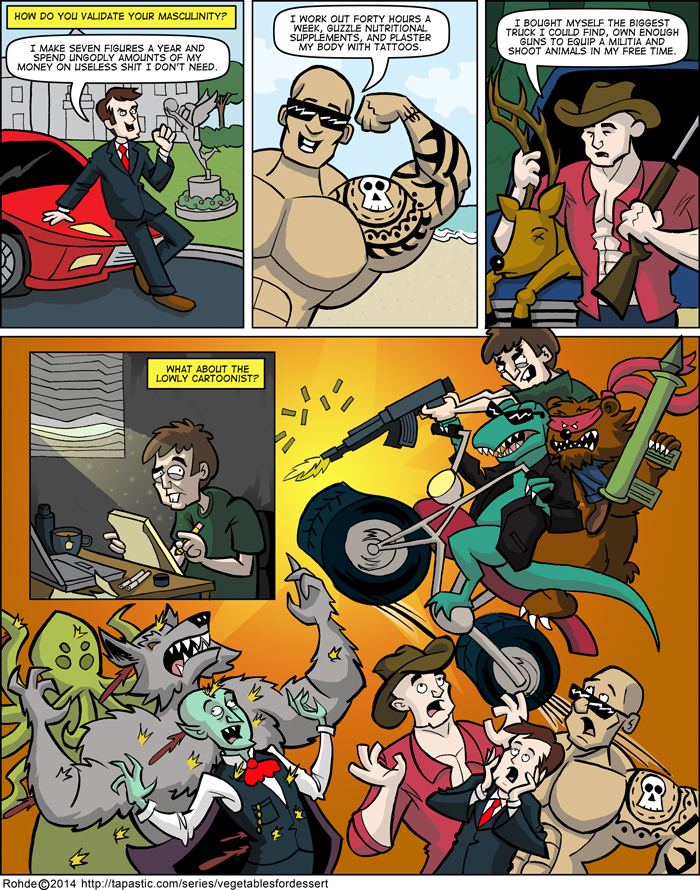 HOW DO YOU VALIDATE YOUR MASCULINITY?
I MAKE SEVEN FIGURES A YEAR AND
SPEND UNGODLY AMOUNTS OF MY
MONEY ON USELESS SHIT I DON'T NEED.
I WORK OUT FORTY HOURS A
WEEK, GUZZLE NUTRITIONAL
SUPPLEMENTS, AND PLASTER
MY BODY WITH TATTOOS.
I BOUGHT MYSELF THE BIGGEST
TRUCK I COULD FIND, OWN ENOUGH
GUNS TO EQUIP A MILITIA AND
SHOOT ANIMALS IN MY FREE TIME.
WHAT ABOUT THE
LOWLY CARTOONIST?
Rohde©2014 http://tapastic.com/series/vegetablesfordessert